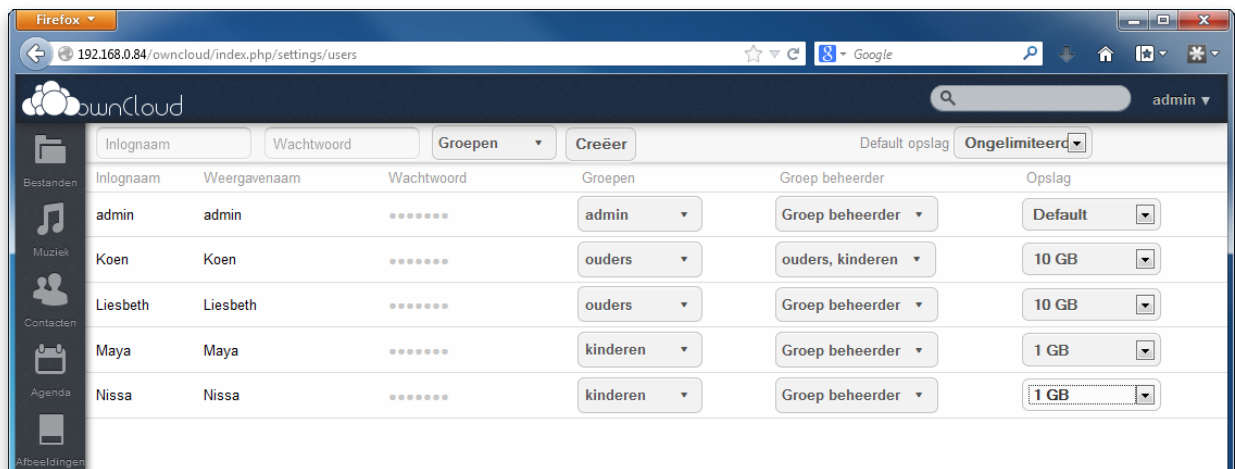 Firefox
192.168.0.84/owncloud/index.php/settings/users
Google
ownCloud
admin
Inlognaam Wachtwoord Groepen Creëer Default opslag Ongelimiteerd
Inlognaam Weergavenaam Wachtwoord Groepen Groep beheerder Opslag
admin admin admin Groep beheerder Default
Koen Koen ouders ouders, kinderen 10 GB
Liesbeth Liesbeth ouders Groep beheerder 10 GB
Maya Maya kinderen Groep beheerder 1 GB
Nissa Nissa kinderen Groep beheerder 1 GB
Bestanden
Muziek
Contacten
Agenda
Afbeeldingen